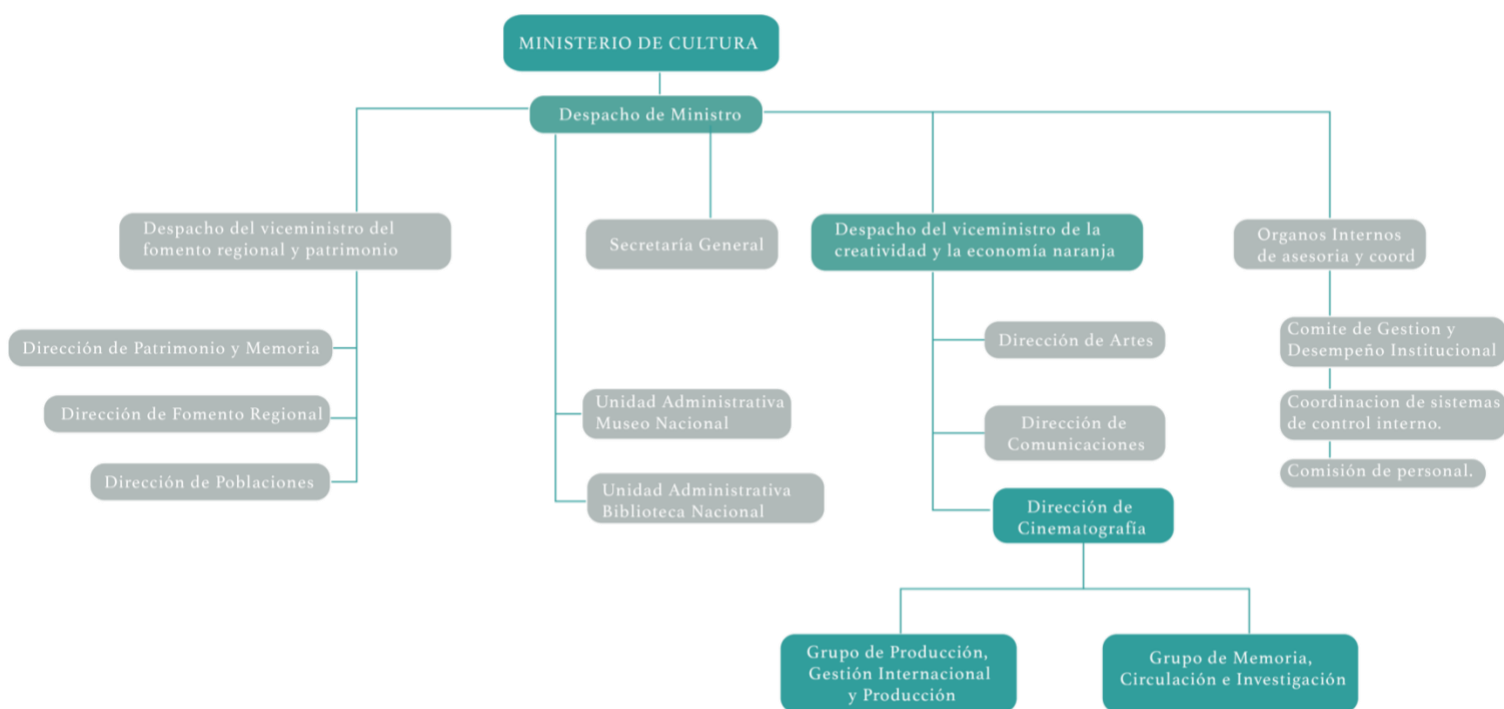 MINISTERIO DE CULTURA
Despacho de Ministro
Despacho del viceministro del
fomento regional y patrimonio
Dirección de Patrimonio y Memoria
Dirección de Fomento Regional
Dirección de Poblaciones
Secretaría General
Unidad Administrativa
Museo Nacional
Unidad Administrativa
Biblioteca Nacional
Despacho del viceministro de la
creatividad y la economía naranja
Dirección de Artes
Dirección de
Comunicaciones
Dirección de
Cinematografía
Grupo de Producción,
Gestión Internacional
y Producción
Grupo de Memoria,
Circulación e Investigación
Organos Internos
de asesoria y coord
Comite de Gestion y
Desempeño Institucional
Coordinacion de sistemas
de control interno.
Comisión de personal.